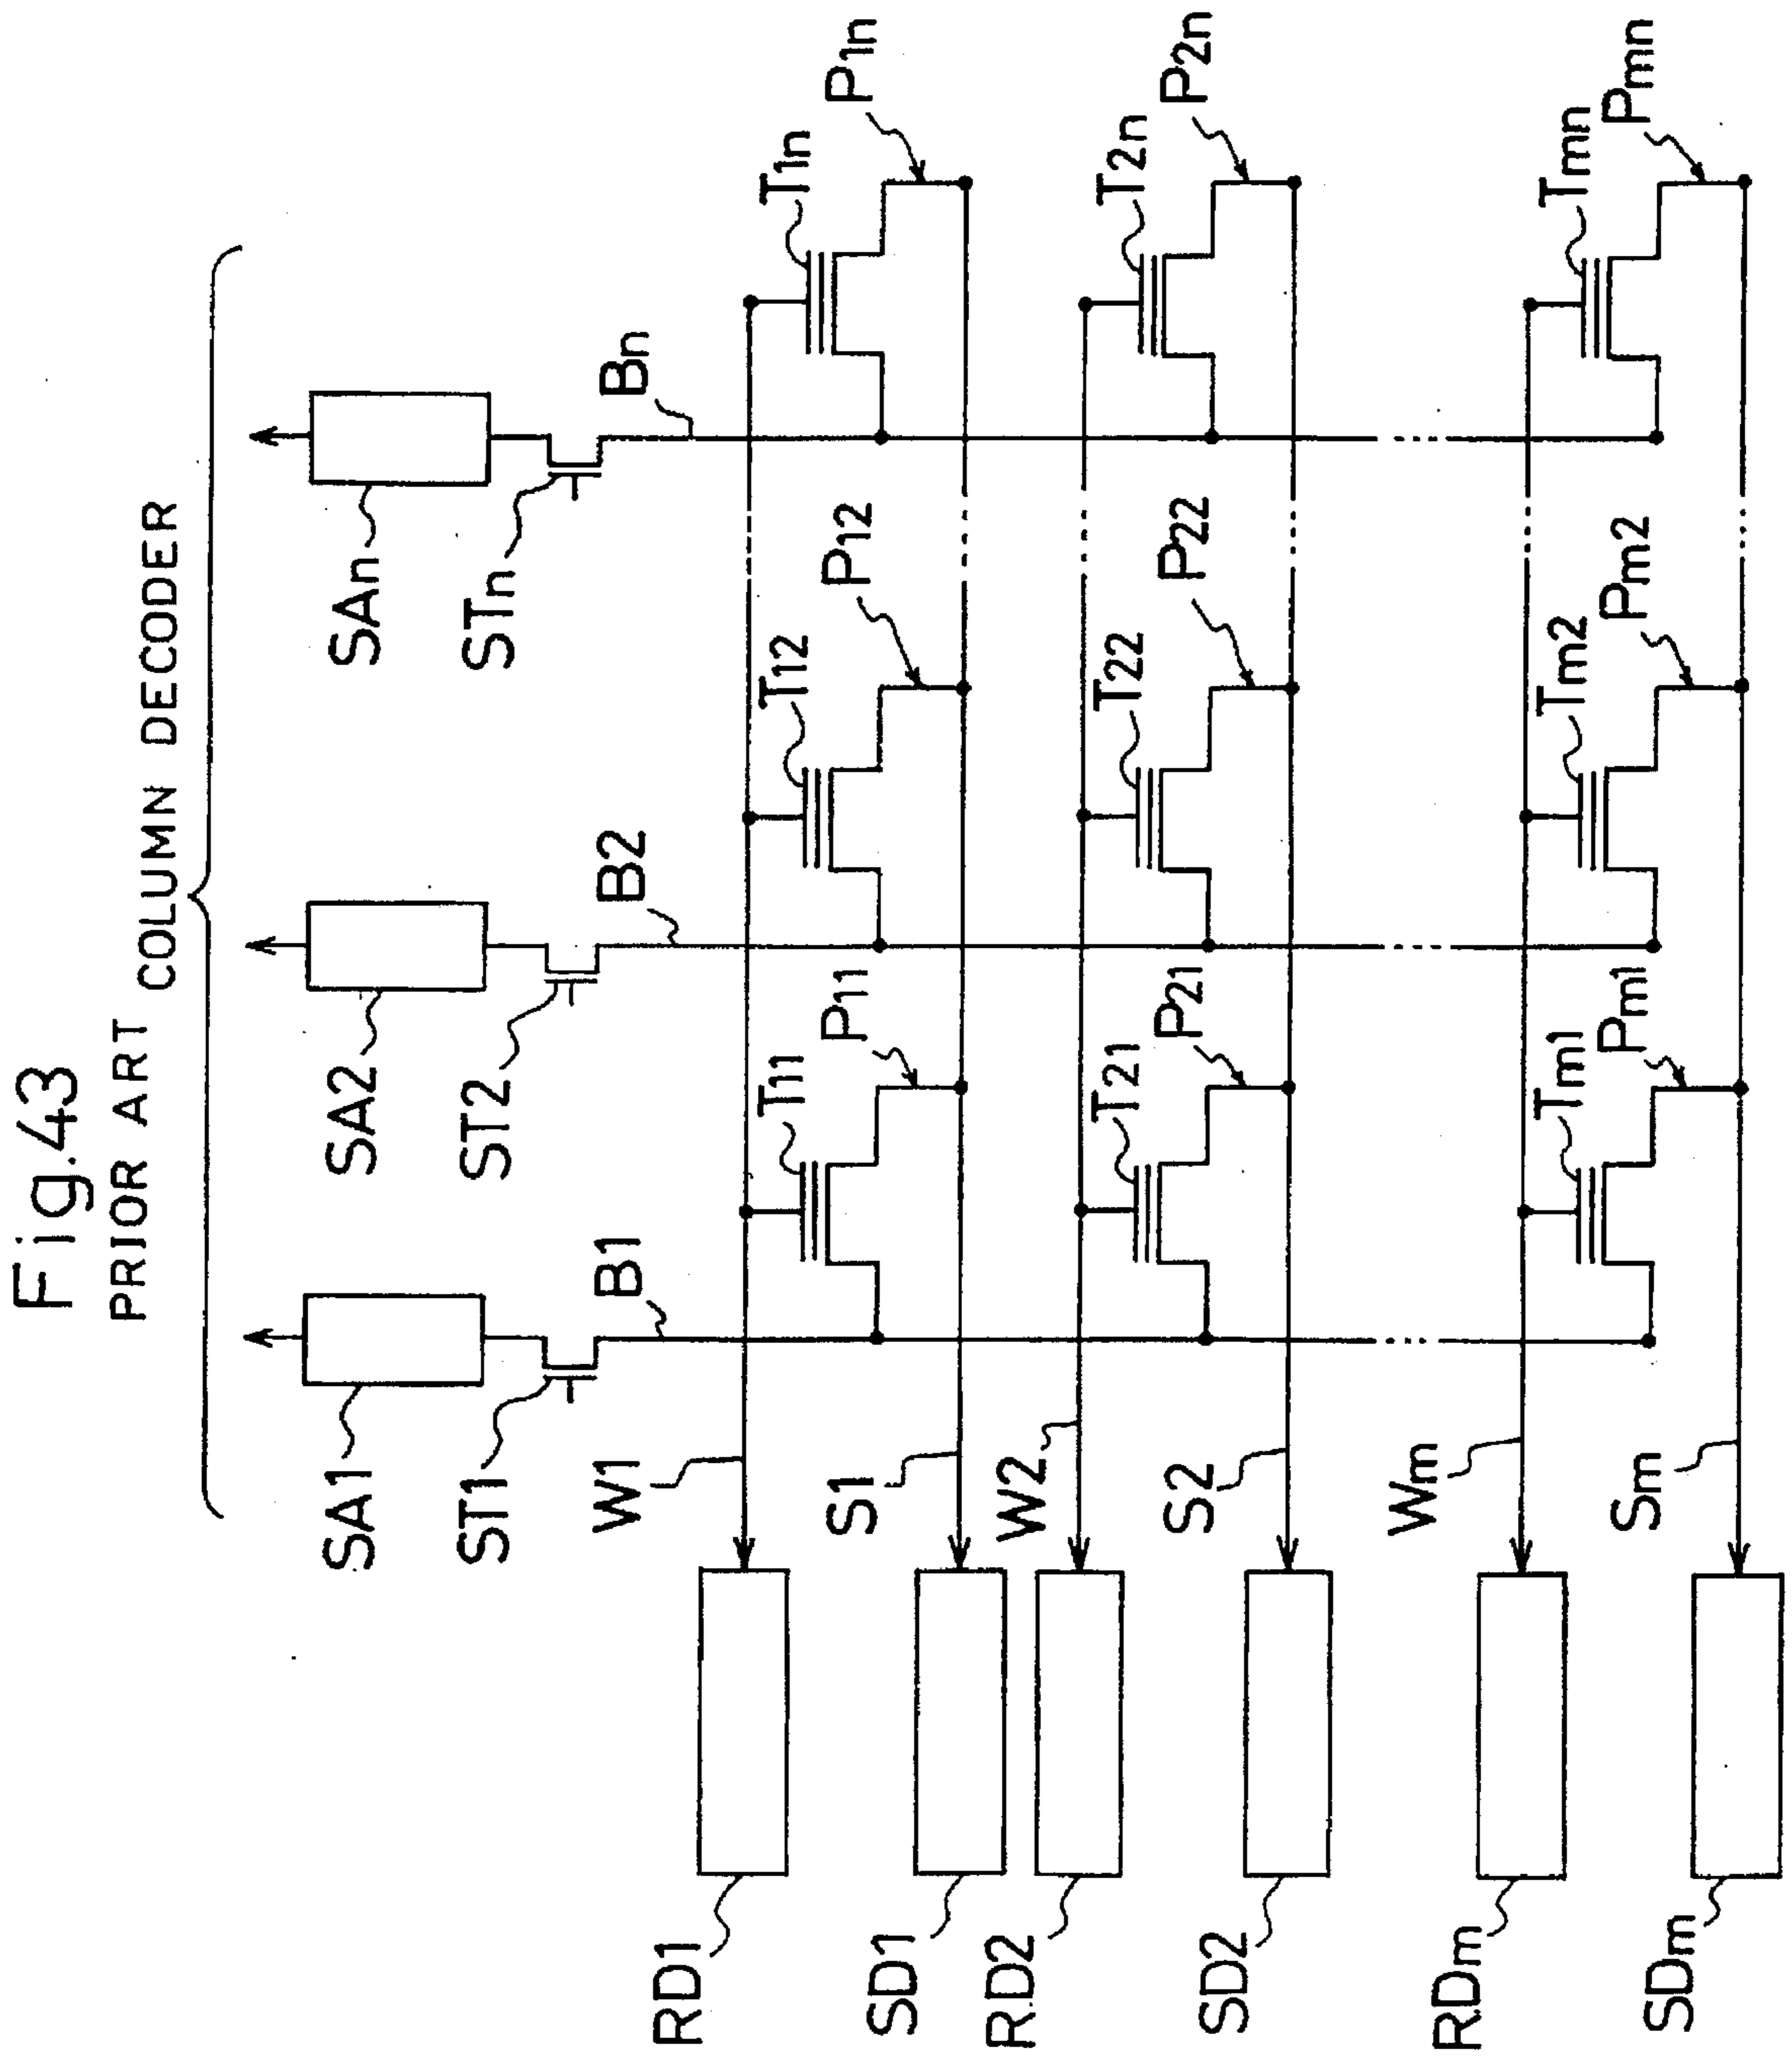 Fig.43
PRIOR ART
COLUMN DECODER
SA1
SA2
SAn
ST1
ST2
STn
B1
B2
Bn
W1
T11
T12
T1n
S1
P11
P12
P1n
W2
T21
T22
T2n
S2
P21
P22
P2n
Wm
Tm1
Tm2
Tmn
Sm
Pm1
Pm2
Pmn
RD1
SD1
RD2
SD2
RDm
SDm